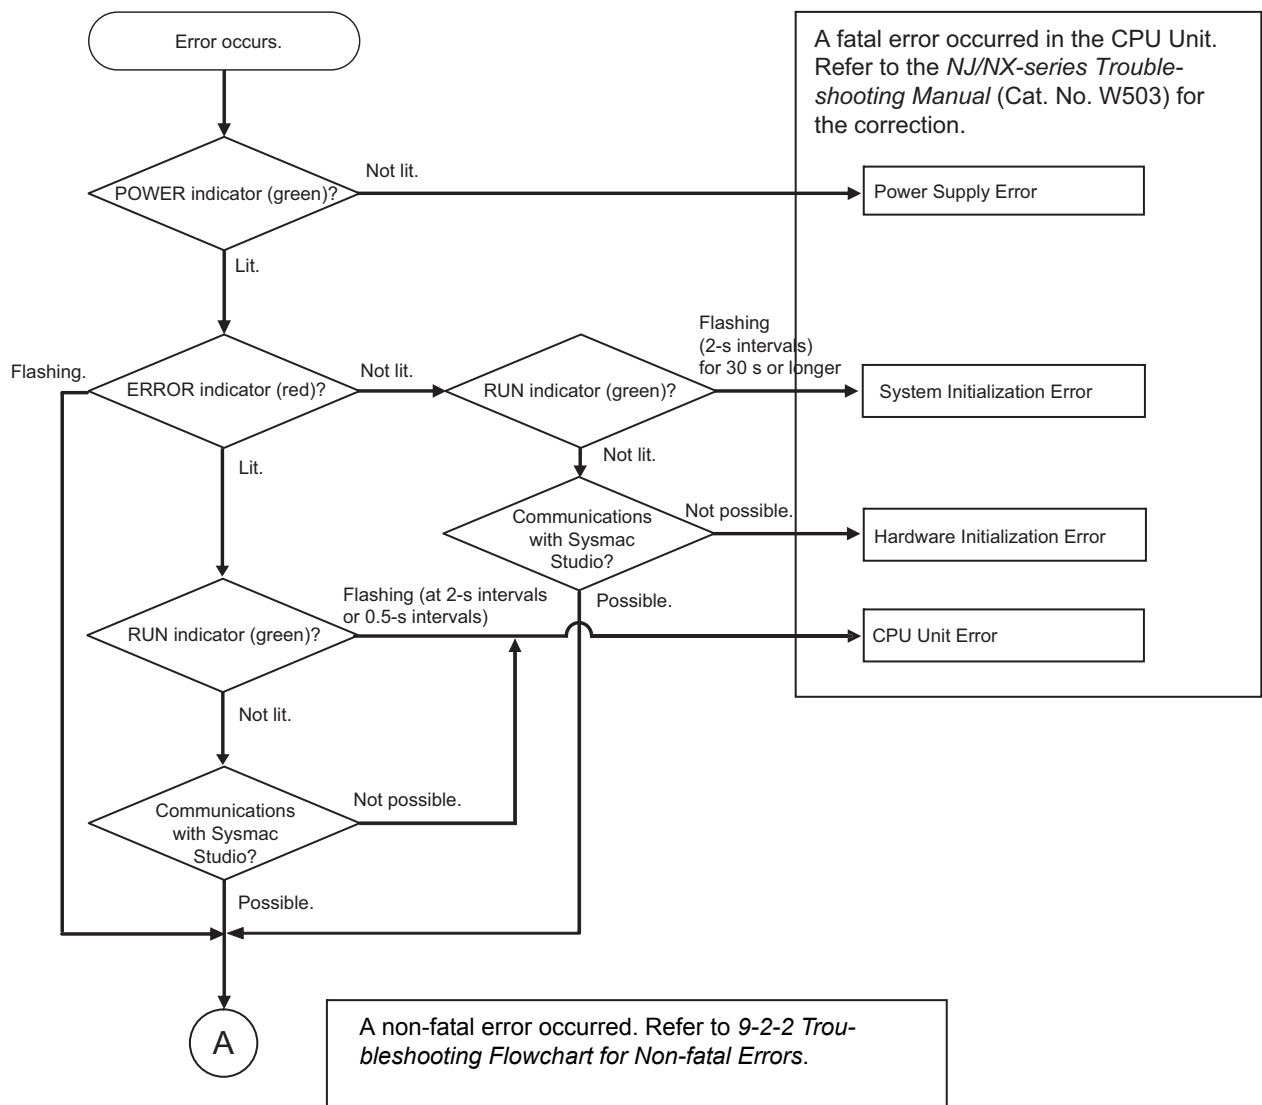 Error occurs.
A fatal error occurred in the CPU Unit.
Refer to the NJ/NX-series Trouble-
shooting Manual (Cat. No. W503) for
the correction.
POWER indicator (green)?
Not lit.
Power Supply Error
Lit.
Flashing.
ERROR indicator (red)?
Not lit.
RUN indicator (green)?
Flashing
(2-s intervals)
for 30 s or longer
System Initialization Error
Lit.
Not lit.
Communications
with Sysmac
Studio?
Not possible.
Hardware Initialization Error
Possible.
RUN indicator (green)?
Flashing (at 2-s intervals
or 0.5-s intervals)
CPU Unit Error
Not lit.
Communications
with Sysmac
Studio?
Not possible.
Possible.
A
A non-fatal error occurred. Refer to 9-2-2 Trou-
bleshooting Flowchart for Non-fatal Errors.